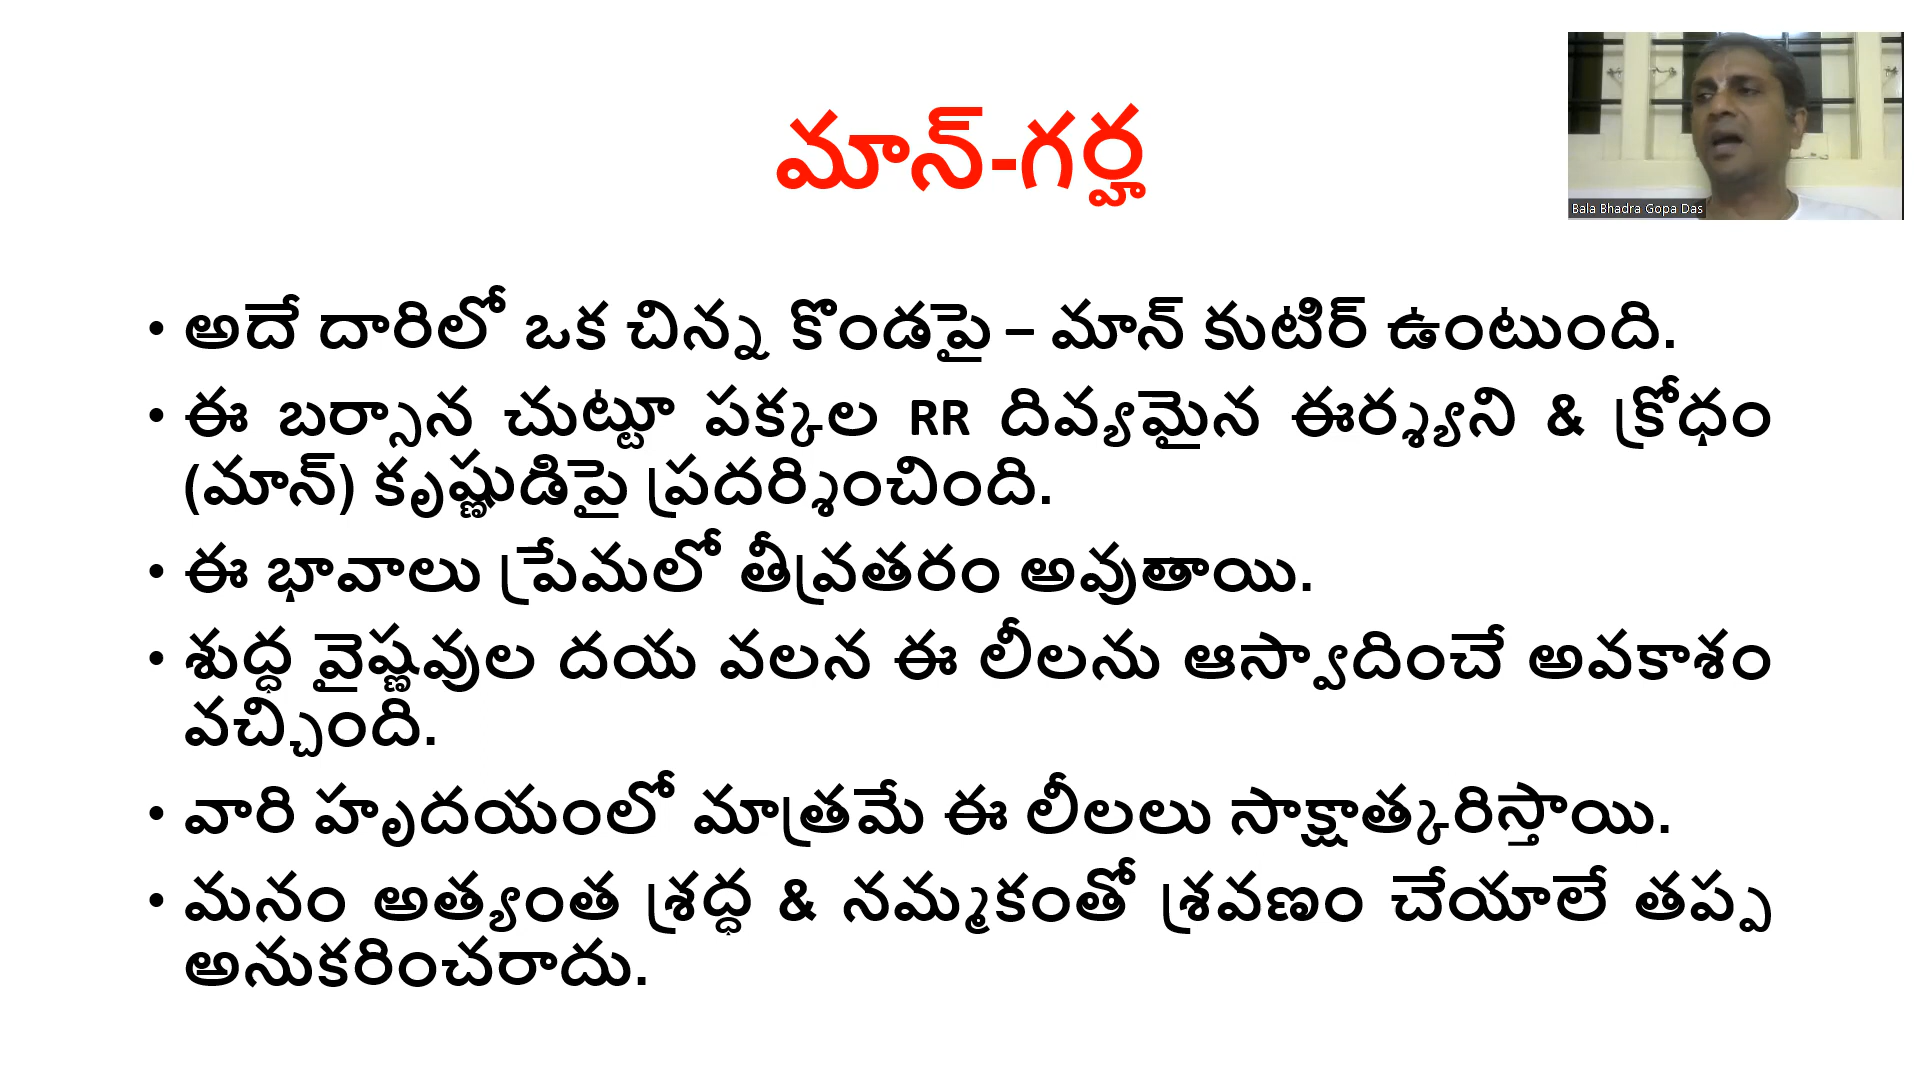 మాన్-గర్హ
Bala Bhadra Gopa Das
• అదే దారిలో ఒక చిన్న కొండపై – మాన్ కుటిర్ ఉంటుంది.
• ఈ బర్సాన చుట్టూ పక్కల RR దివ్యమైన ఈర్శ్యని & క్రోధం
(మాన్) కృష్ణుడిపై ప్రదర్శించింది.
• ఈ భావాలు ప్రేమలో తీవ్రతరం అవుతాయి.
• శుద్ధ వైష్ణవుల దయ వలన ఈ లీలను ఆస్వాదించే అవకాశం
వచ్చింది.
• వారి హృదయంలో మాత్రమే ఈ లీలలు సాక్షాత్కరిస్తాయి.
• మనం అత్యంత శ్రద్ధ & నమ్మకంతో శ్రవణం చేయాలే తప్ప
అనుకరించరాదు.